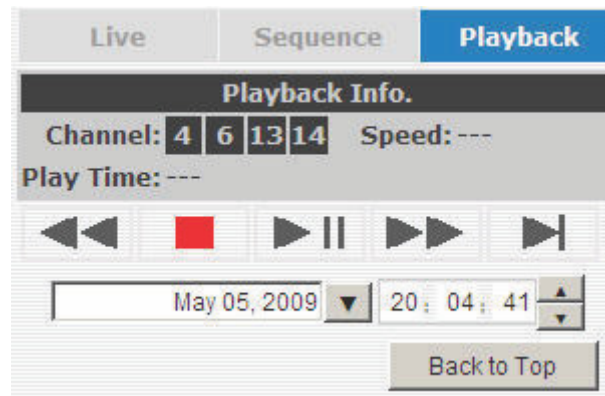 Live Sequence Playback
Playback Info.
Channel: 4 6 13 14 Speed: ---
Play Time: ---
May 05, 2009 20 : 04 : 41
Back to Top